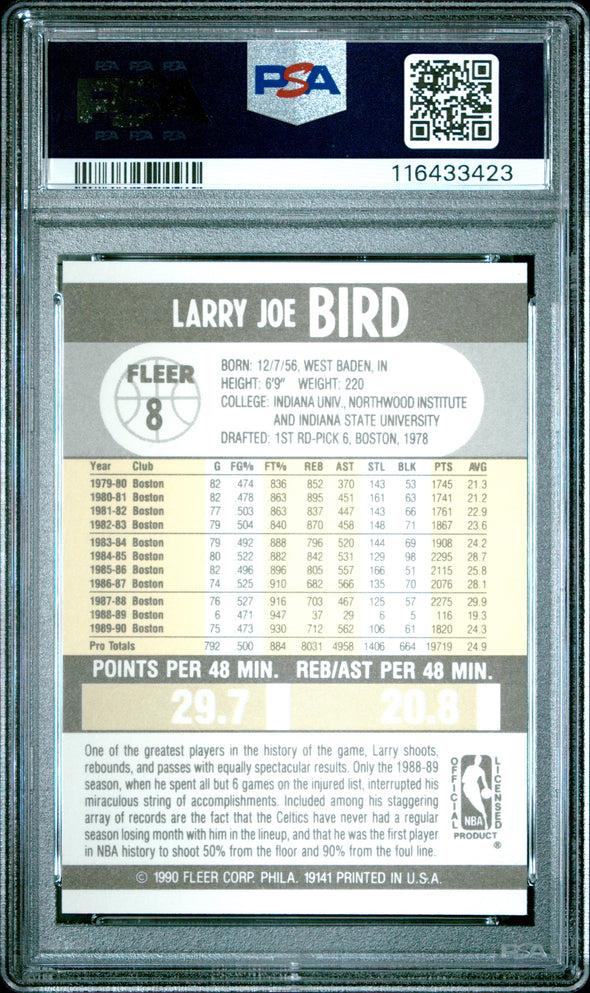 PSA PSA PSA
PSA
PSA PSA PSA
PSA
116433423
LARRY JOE BIRD
FLEER
8
BORN: 12/7/56, WEST BADEN, IN
HEIGHT: 6'9" WEIGHT: 220
COLLEGE: INDIANA UNIV., NORTHWOOD INSTITUTE
AND INDIANA STATE UNIVERSITY
DRAFTED: 1ST RD-PICK 6, BOSTON, 1978
Year Club G FG% FT% REB AST STL BLK PTS AVG
1979-80 Boston 82 .474 .836 852 370 143 53 1745 21.3
1980-81 Boston 82 .478 .863 895 451 161 63 1741 21.2
1981-82 Boston 77 .503 .863 837 447 143 66 1761 22.9
1982-83 Boston 79 .504 .840 870 458 148 71 1867 23.6
1983-84 Boston 79 .492 .888 796 520 144 69 1908 24.2
1984-85 Boston 80 .522 .882 842 531 129 98 2295 28.7
1985-86 Boston 82 .496 .896 805 557 166 51 2115 25.8
1986-87 Boston 74 .525 .910 682 566 135 70 2076 28.1
1987-88 Boston 76 .527 .916 703 467 125 57 2275 29.9
1988-89 Boston 6 .471 .947 37 29 6 5 116 19.3
1989-90 Boston 75 .473 .930 712 562 106 61 1820 24.3
Pro Totals 792 .500 .884 8031 4958 1406 664 19719 24.9
POINTS PER 48 MIN. REB/AST PER 48 MIN.
29.7 20.8
One of the greatest players in the history of the game, Larry shoots,
rebounds, and passes with equally spectacular results. Only the 1988-89
season, when he spent all but 6 games on the injured list, interrupted his
miraculous string of accomplishments. Included among his staggering
array of records are the fact that the Celtics have never had a regular
season losing month with him in the lineup, and that he was the first player
in NBA history to shoot 50% from the floor and 90% from the foul line.
OFFICIAL
LICENSED
NBA
PRODUCT
®
© 1990 FLEER CORP. PHILA. 19141 PRINTED IN U.S.A.
PSA